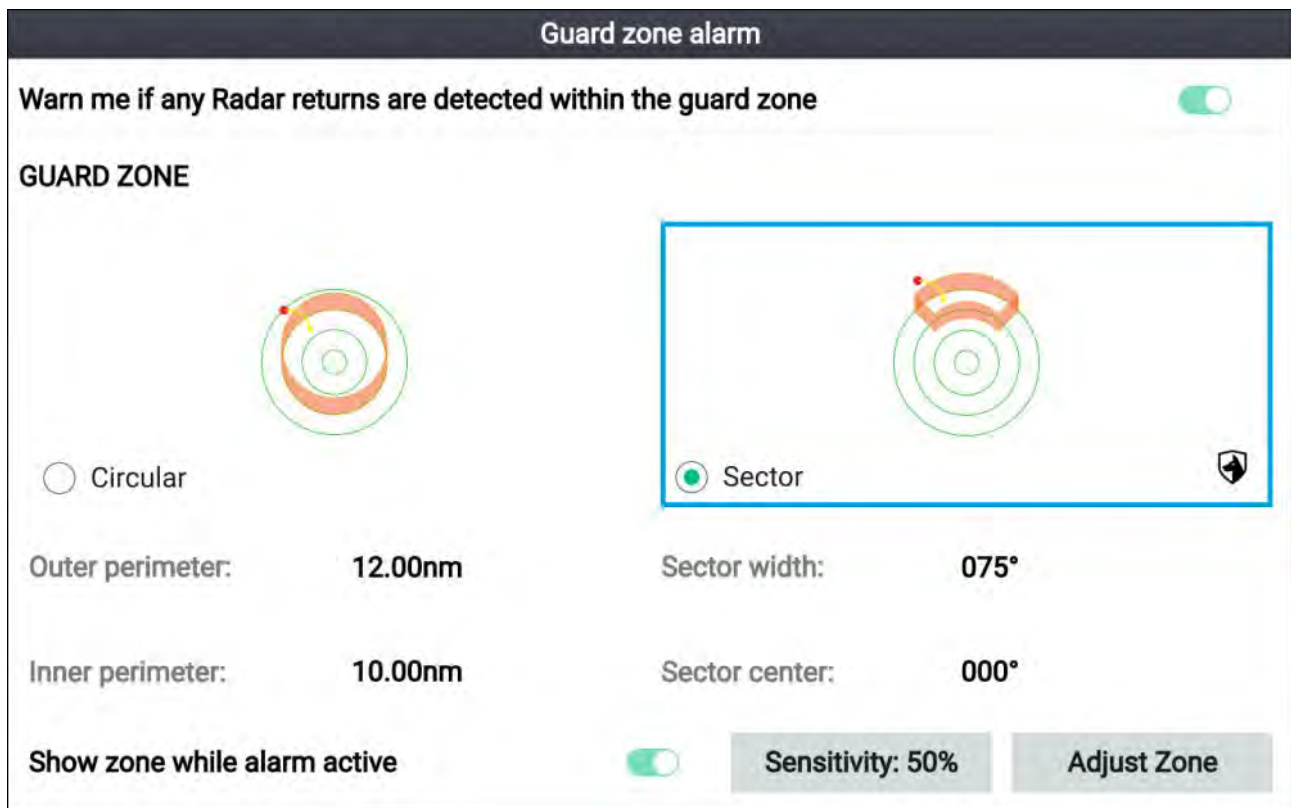 Guard zone alarm
Warn me if any Radar returns are detected within the guard zone
GUARD ZONE
Circular
Sector
Outer perimeter: 12.00nm Sector width: 075°
Inner perimeter: 10.00nm Sector center: 000°
Show zone while alarm active Sensitivity: 50% Adjust Zone